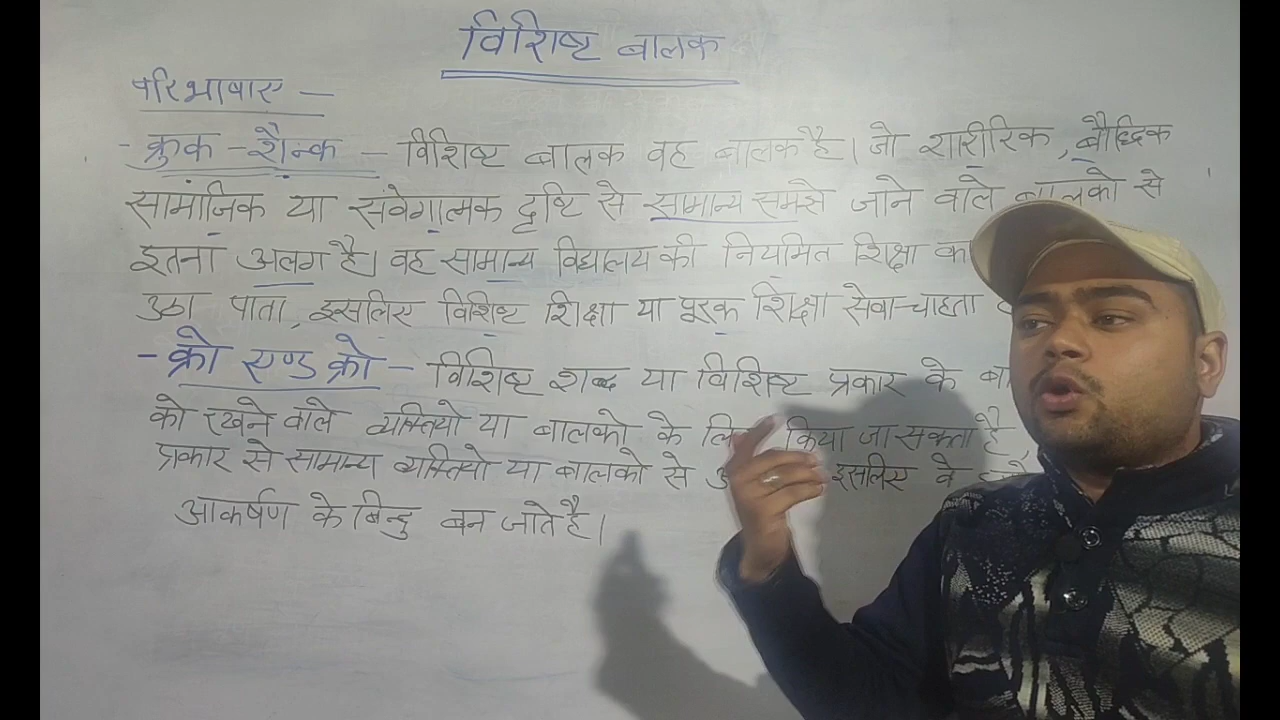 विशिष्ट बालक
परिभाषाए —
- क्रुक - शैन्क - विशिष्ट बालक वह बालक है। जो शारीरिक, बौद्धिक
सामाजिक या संवेगात्मक दृष्टि से सामान्य समझे जाने वाले बालको से
इतना अलग है। वह सामान्य विद्यालय की नियमित शिक्षा का
उठा पाता, इसलिए विशिष्ट शिक्षा या पूरक शिक्षा सेवा चाहता
- क्रो एण्ड क्रो - विशिष्ट शब्द या विशिष्ट प्रकार के
को रखने वाले व्यक्तियो या बालको के किया जा सकता है
प्रकार से सामान्य व्यक्तियो या बालको से इसलिए वे
आकर्षण के बिन्दु बन जाते है।